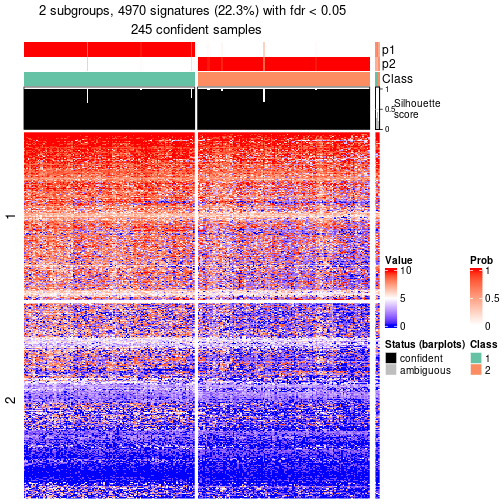 2 subgroups, 4970 signatures (22.3%) with fdr < 0.05
245 confident samples
p1
p2
Class
1
0.5
0
Silhouette
score
1
2
Value
10
5
0
Prob
1
0.5
0
Status (barplots)
confident
ambiguous
Class
1
2